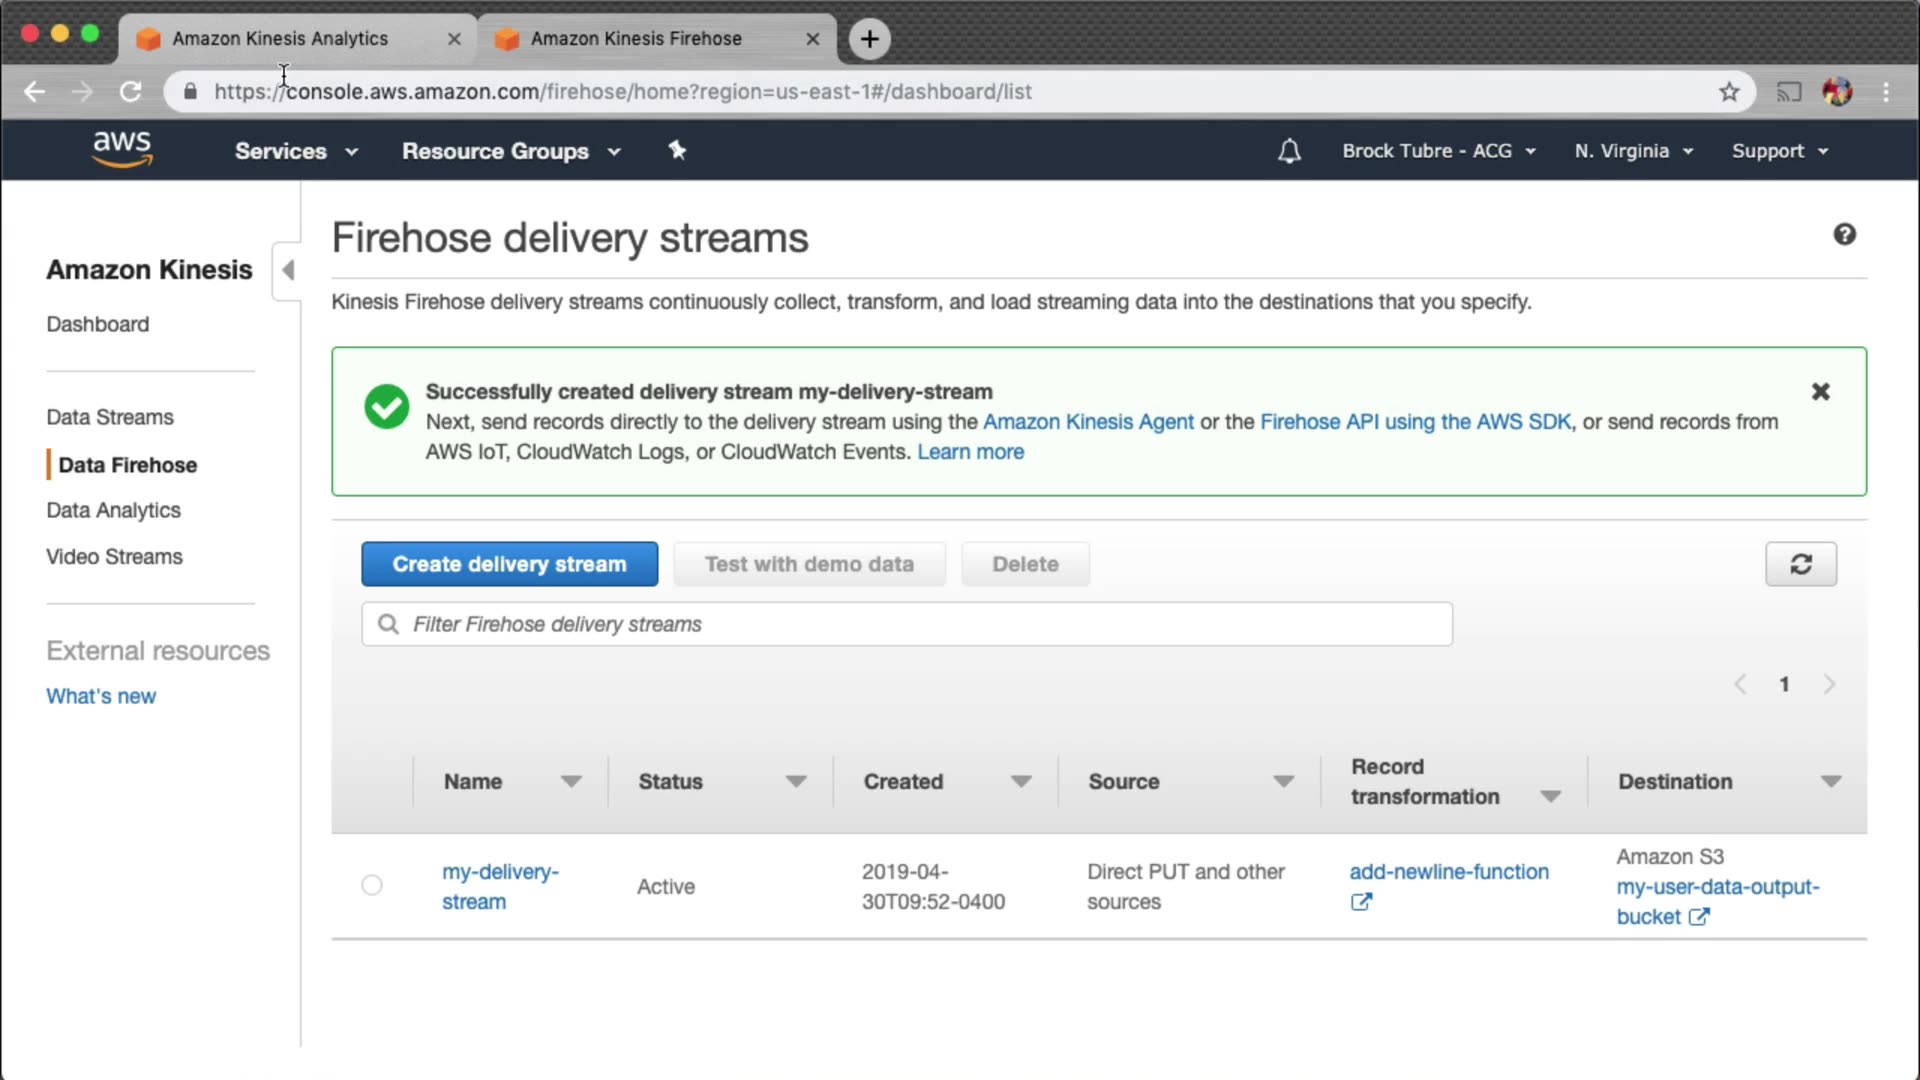 Amazon Kinesis Analytics
Amazon Kinesis Firehose
https://console.aws.amazon.com/firehose/home?region=us-east-1#/dashboard/list
aws
Services
Resource Groups
Brock Tubre - ACG
N. Virginia
Support
Amazon Kinesis
Dashboard
Data Streams
Data Firehose
Data Analytics
Video Streams
External resources
What's new
Firehose delivery streams
Kinesis Firehose delivery streams continuously collect, transform, and load streaming data into the destinations that you specify.
Successfully created delivery stream my-delivery-stream
Next, send records directly to the delivery stream using the Amazon Kinesis Agent or the Firehose API using the AWS SDK, or send records from
AWS IoT, CloudWatch Logs, or CloudWatch Events. Learn more
Create delivery stream
Test with demo data
Delete
Filter Firehose delivery streams
1
Name
Status
Created
Source
Record
transformation
Destination
my-delivery-
stream
Active
2019-04-
30T09:52-0400
Direct PUT and other
sources
add-newline-function
Amazon S3
my-user-data-output-
bucket